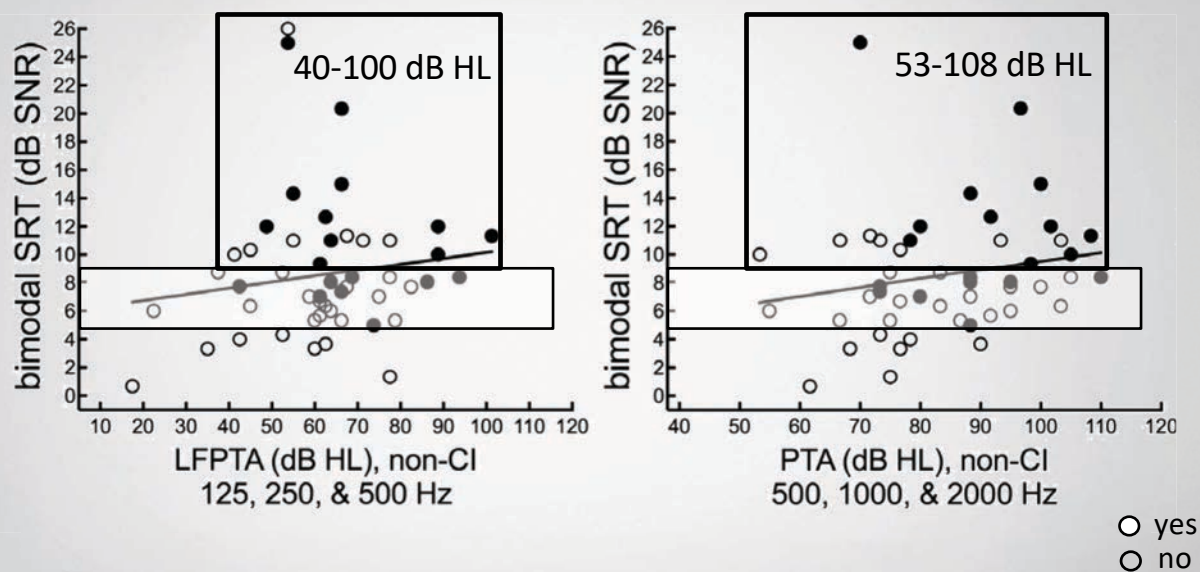 bimodal SRT (dB SNR)
26
24
22
20
18
16
14
12
10
8
6
4
2
0
40-100 dB HL
10 20 30 40 50 60 70 80 90 100 110 120
LFPTA (dB HL), non-CI
125, 250, & 500 Hz
bimodal SRT (dB SNR)
26
24
22
20
18
16
14
12
10
8
6
4
2
0
53-108 dB HL
40 50 60 70 80 90 100 110 120
PTA (dB HL), non-CI
500, 1000, & 2000 Hz
yes
no